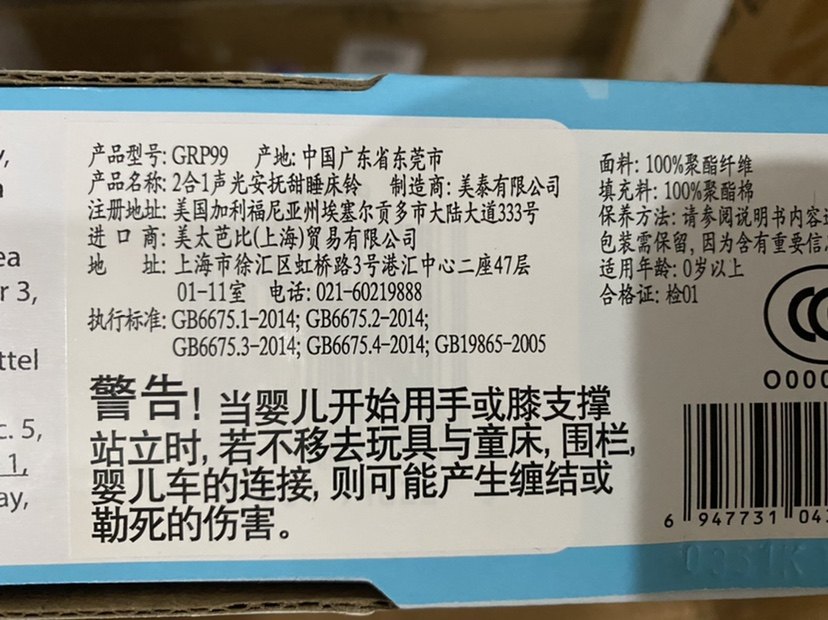 产品型号: GRP99 产地: 中国广东省东莞市
产品名称: 2合1声光安抚甜睡床铃 制造商: 美泰有限公司
注册地址: 美国加利福尼亚州埃塞尔贡多市大陆大道333号
进口商: 美太芭比(上海)贸易有限公司
地址: 上海市徐汇区虹桥路3号港汇中心二座47层
01-11室 电话: 021-60219888
执行标准: GB6675.1-2014; GB6675.2-2014;
GB6675.3-2014; GB6675.4-2014; GB19865-2005
警告! 当婴儿开始用手或膝支撑
站立时, 若不移去玩具与童床, 围栏,
婴儿车的连接, 则可能产生缠结或
勒死的伤害。
面料: 100%聚酯纤维
填充料: 100%聚酯棉
保养方法: 请参阅说明书内容
包装需保留, 因为含有重要信
适用年龄: 0岁以上
合格证: 检01
6 947731 04
r 3,
ttel
c. 5,
1,
ay,